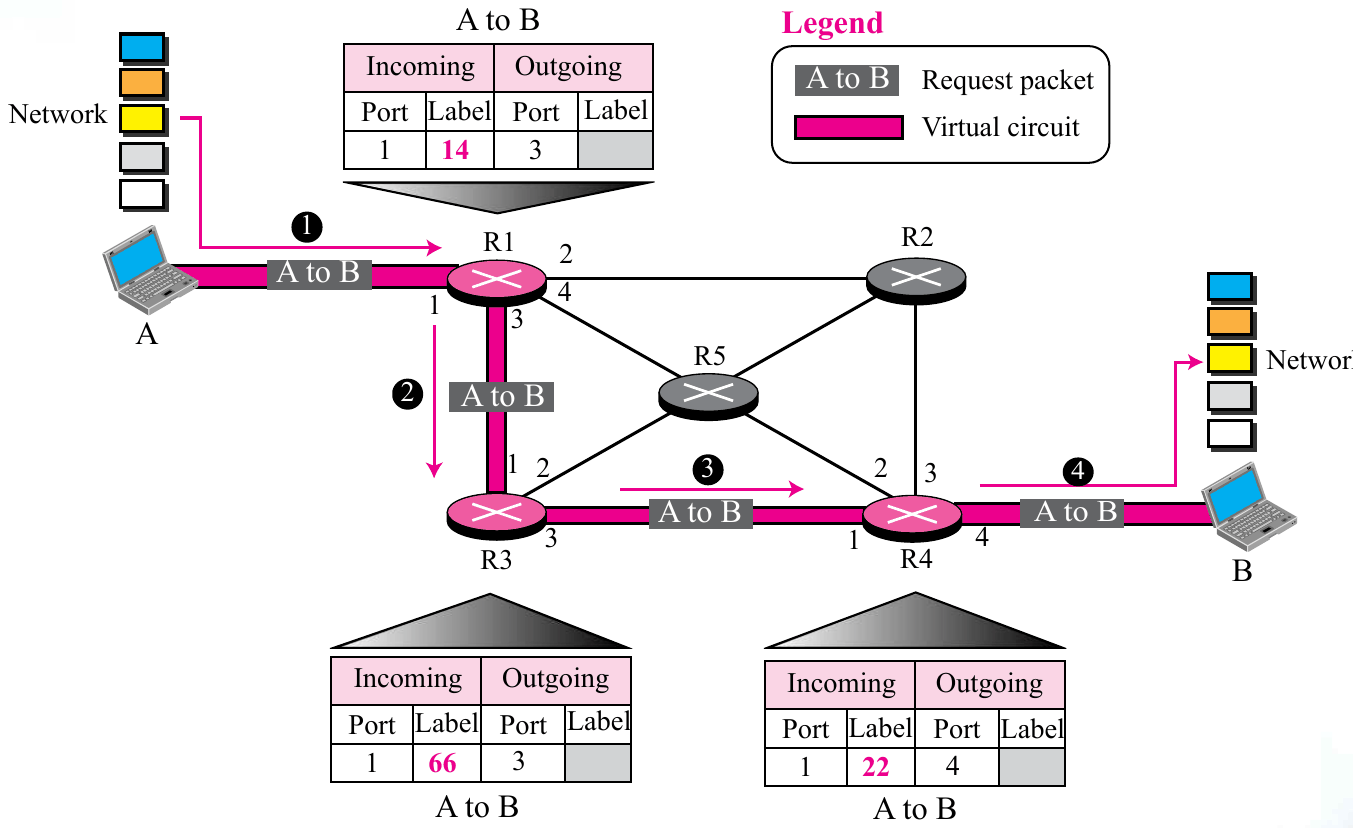 A to B
Incoming Outgoing
Port Label Port Label
1 14 3
Legend
A to B Request packet
Virtual circuit
Network
1
A to B
A
R1
2
4
1
3
R2
R5
2
A to B
1
2
R3
3
3
A to B
2
3
1
R4
4
4
A to B
Networ
B
Incoming Outgoing
Port Label Port Label
1 66 3
A to B
Incoming Outgoing
Port Label Port Label
1 22 4
A to B